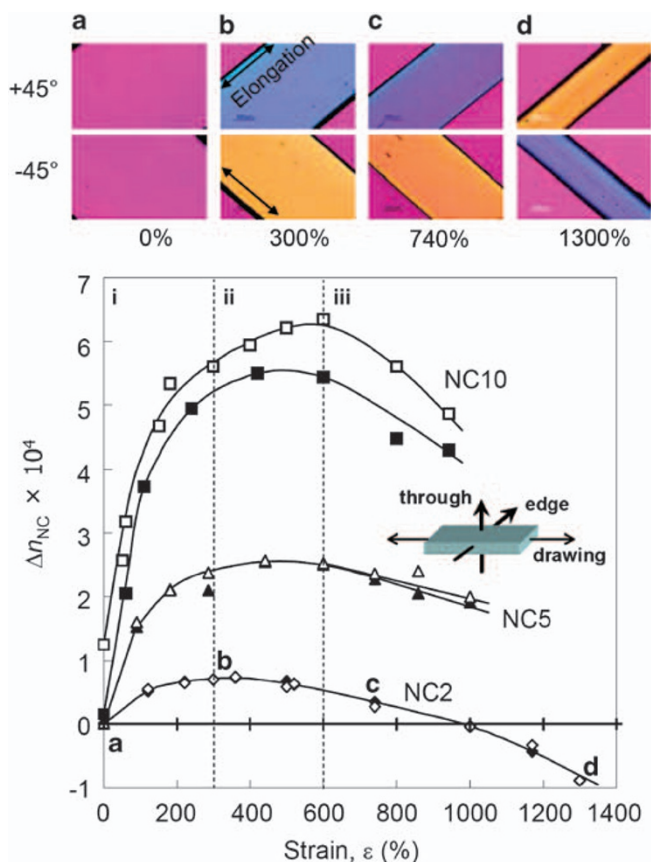 a b c d
+45°
Elongation
-45°
0% 300% 740% 1300%
7
i ii iii
6
NC10
5
4
through edge
3
drawing
Δn_NC × 10⁴
2
NC5
b
1
NC2
c
0
a
d
-1
0 200 400 600 800 1000 1200 1400
Strain, ε (%)